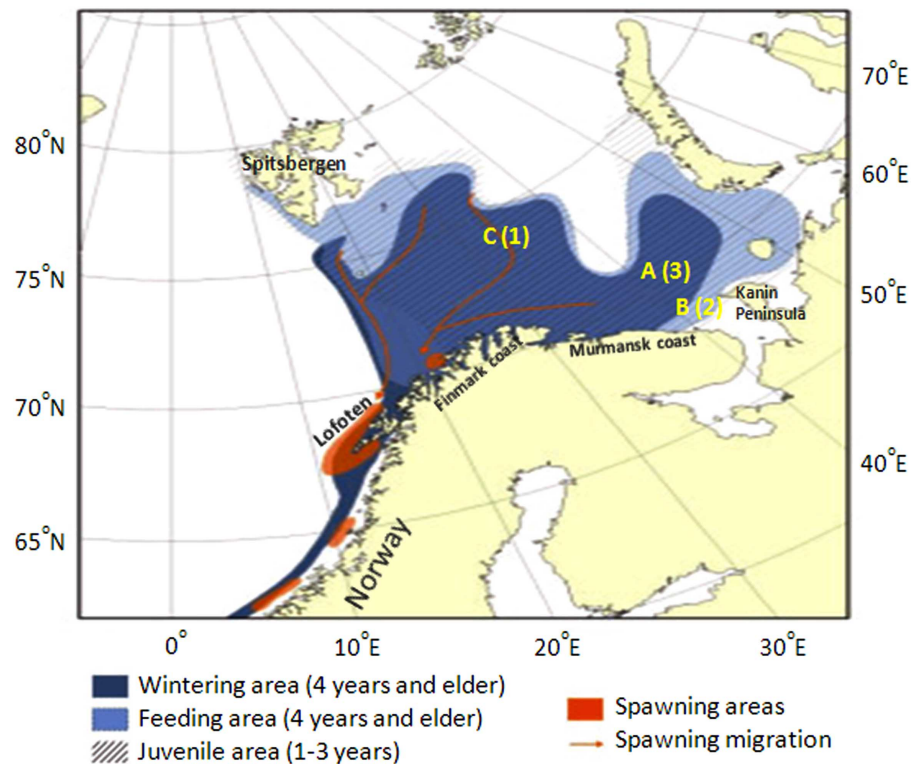 80°N
75°N
70°N
65°N
70°E
60°E
50°E
40°E
0°
10°E
20°E
30°E
Spitsbergen
C (1)
A (3)
B (2)
Kanin
Peninsula
Murmansk coast
Finmark coast
Lofoten
Norway
Wintering area (4 years and elder)
Feeding area (4 years and elder)
Juvenile area (1-3 years)
Spawning areas
Spawning migration